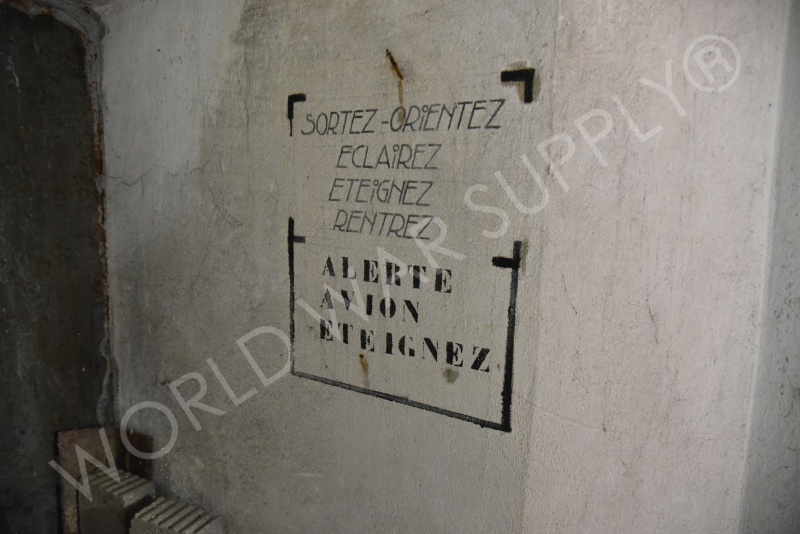 SORTEZ - ORiENTEZ
ECLAiREZ
ETEiGNEZ
RENTREZ
ALERTE
AVION
ETEIGNEZ
WORLD WAR SUPPLY®